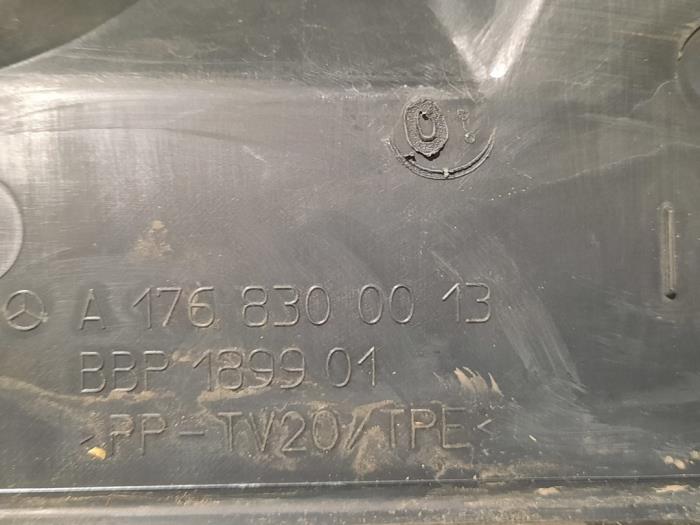 A 176 830 00 13
BBP 1899 01
>PP-TV20/TPE<